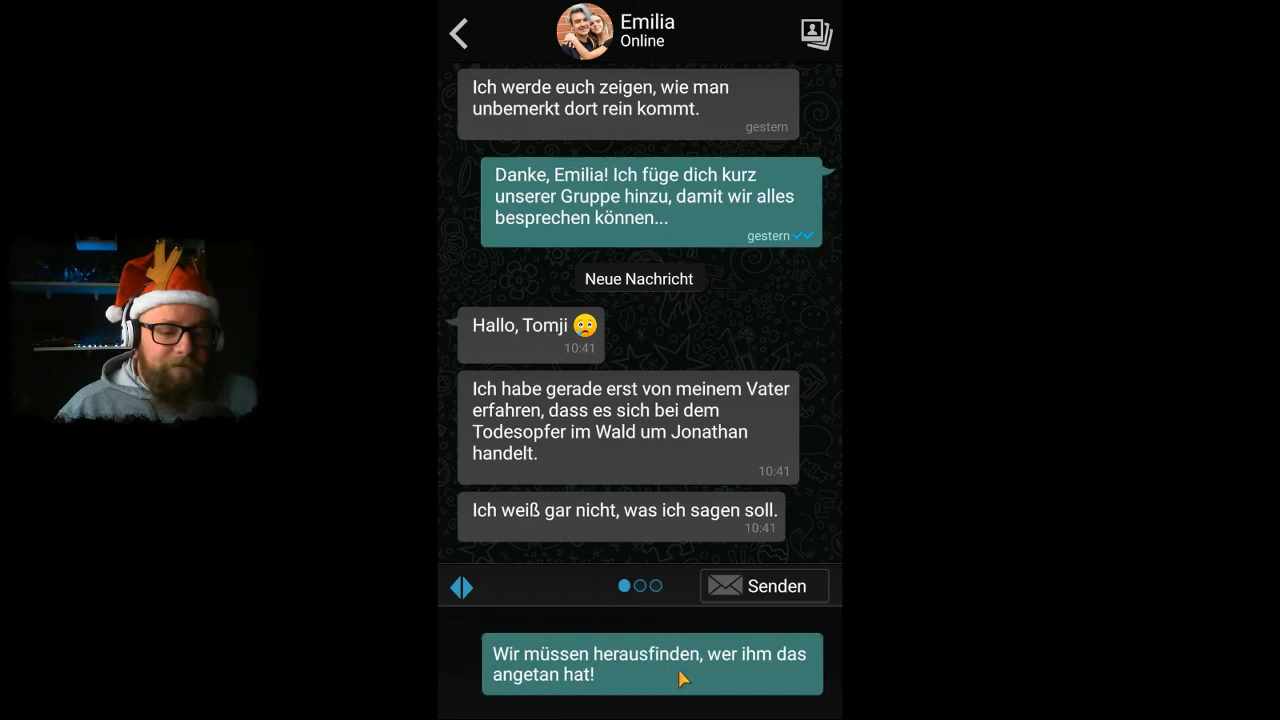 Emilia
Online
Ich werde euch zeigen, wie man
unbemerkt dort rein kommt.
gestern
Danke, Emilia! Ich füge dich kurz
unserer Gruppe hinzu, damit wir alles
besprechen können...
gestern
Neue Nachricht
Hallo, Tomji 😢
10:41
Ich habe gerade erst von meinem Vater
erfahren, dass es sich bei dem
Todesopfer im Wald um Jonathan
handelt.
10:41
Ich weiß gar nicht, was ich sagen soll.
10:41
Senden
Wir müssen herausfinden, wer ihm das
angetan hat!